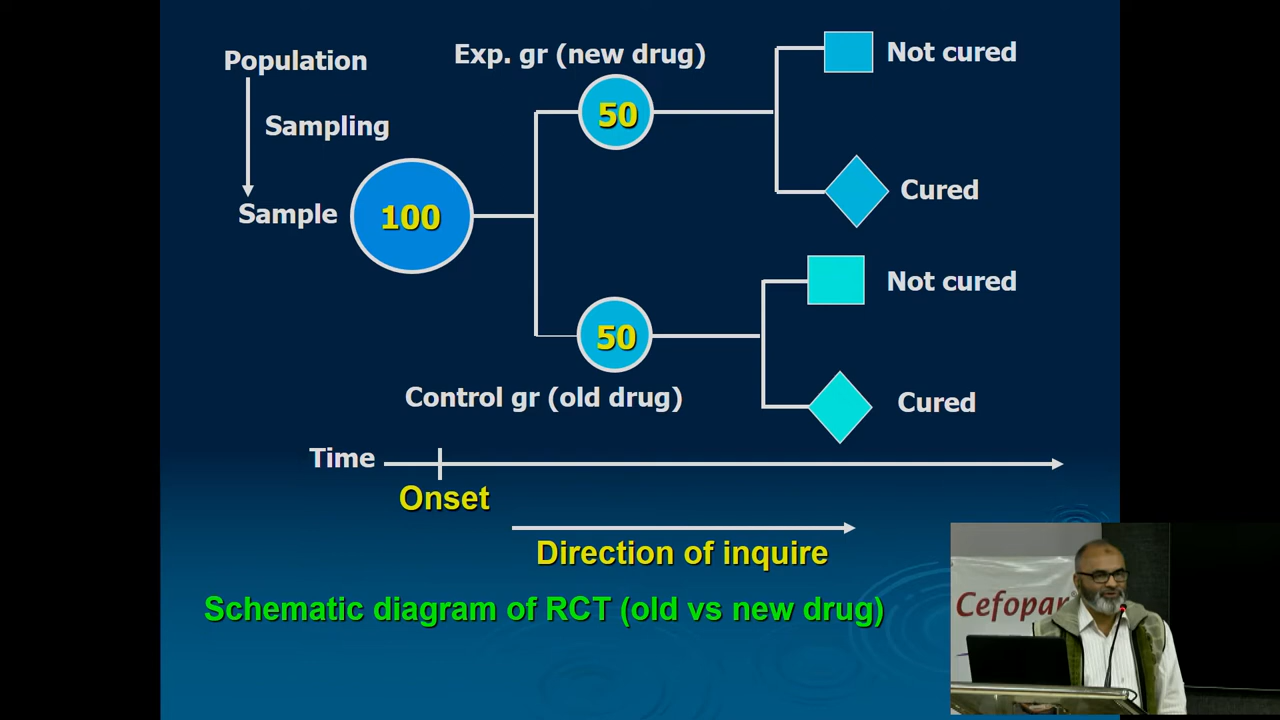 Population
Sampling
Sample
100
Exp. gr (new drug)
50
Not cured
Cured
50
Control gr (old drug)
Not cured
Cured
Time
Onset
Direction of inquire
Schematic diagram of RCT (old vs new drug)